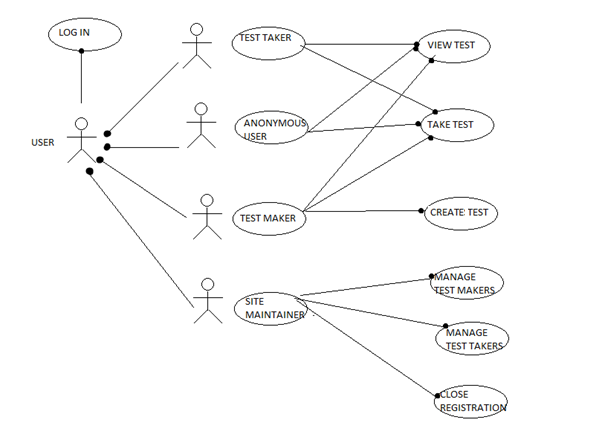 LOG IN
TEST TAKER
VIEW TEST
ANONYMOUS
USER
TAKE TEST
USER
TEST MAKER
CREATE TEST
MANAGE
TEST MAKERS
SITE
MAINTAINER
MANAGE
TEST TAKERS
CLOSE
REGISTRATION